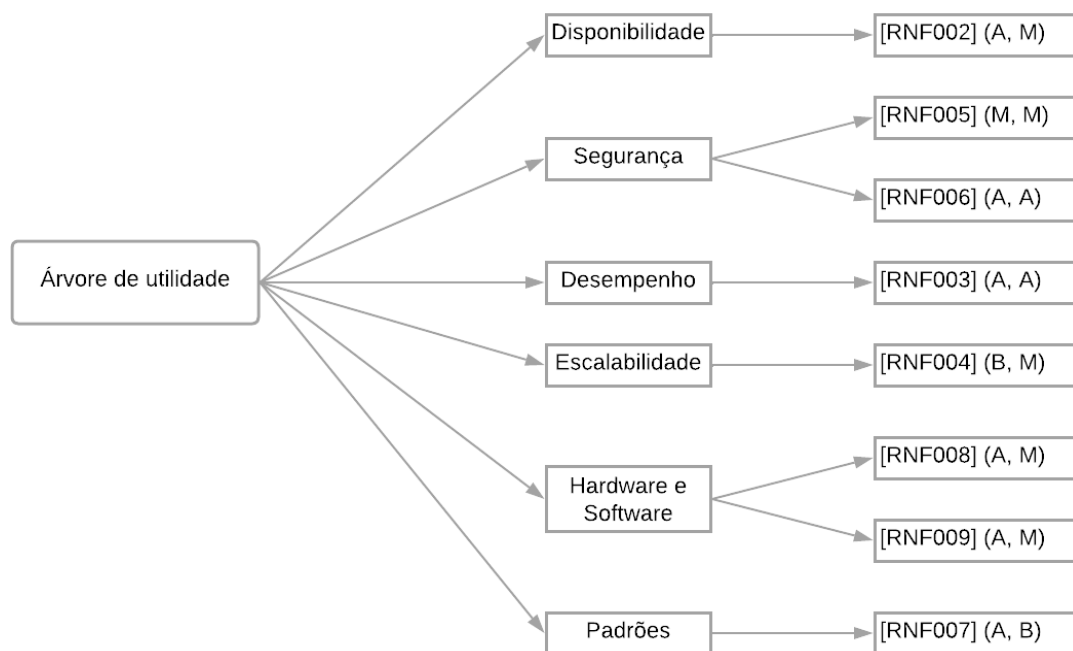 Disponibilidade
[RNF002] (A, M)
Segurança
[RNF005] (M, M)
[RNF006] (A, A)
Árvore de utilidade
Desempenho
[RNF003] (A, A)
Escalabilidade
[RNF004] (B, M)
Hardware e
Software
[RNF008] (A, M)
[RNF009] (A, M)
Padrões
[RNF007] (A, B)